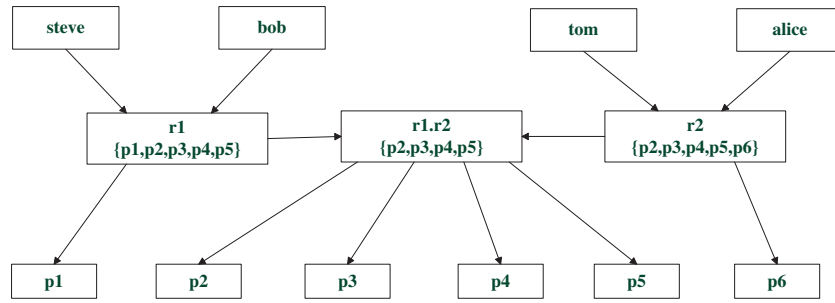 steve
bob
tom
alice
r1
{p1,p2,p3,p4,p5}
r1.r2
{p2,p3,p4,p5}
r2
{p2,p3,p4,p5,p6}
p1
p2
p3
p4
p5
p6